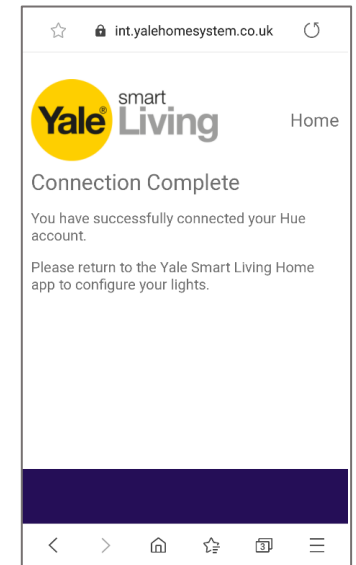 int.yalehomesystem.co.uk
Yale® smart Living
Home
Connection Complete
You have successfully connected your Hue
account.
Please return to the Yale Smart Living Home
app to configure your lights.
3